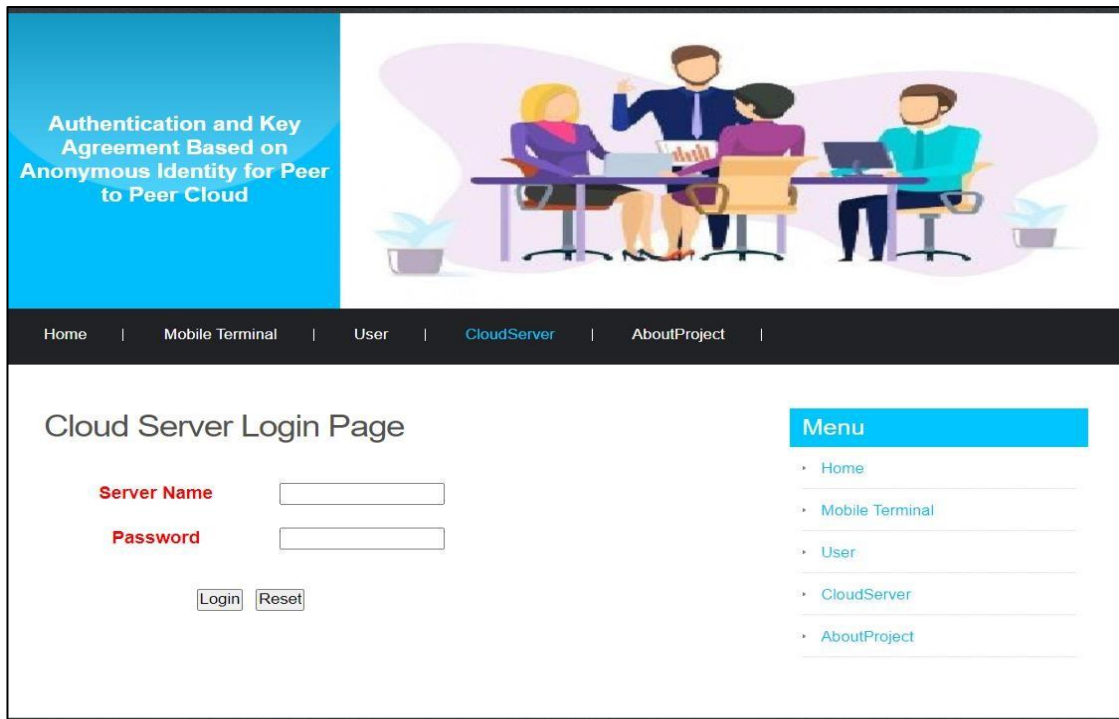 Authentication and Key
Agreement Based on
Anonymous Identity for Peer
to Peer Cloud
Home | Mobile Terminal | User | CloudServer | AboutProject |
Cloud Server Login Page
Server Name
Password
Login Reset
Menu
Home
Mobile Terminal
User
CloudServer
AboutProject